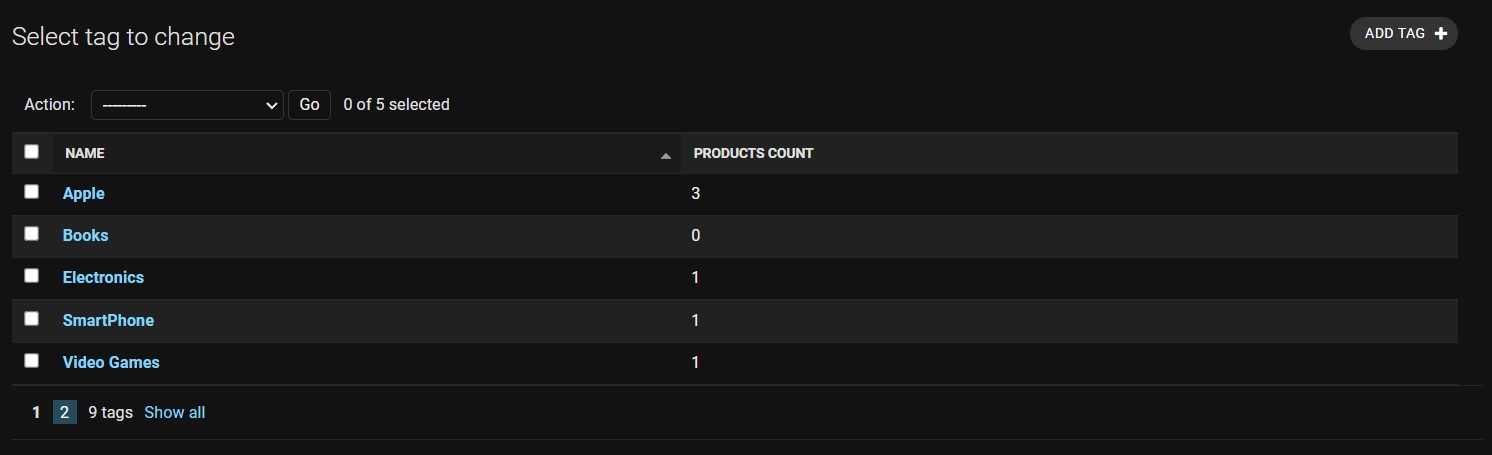 Select tag to change
ADD TAG
Action: --------- Go 0 of 5 selected
NAME PRODUCTS COUNT
Apple 3
Books 0
Electronics 1
SmartPhone 1
Video Games 1
1 2 9 tags Show all